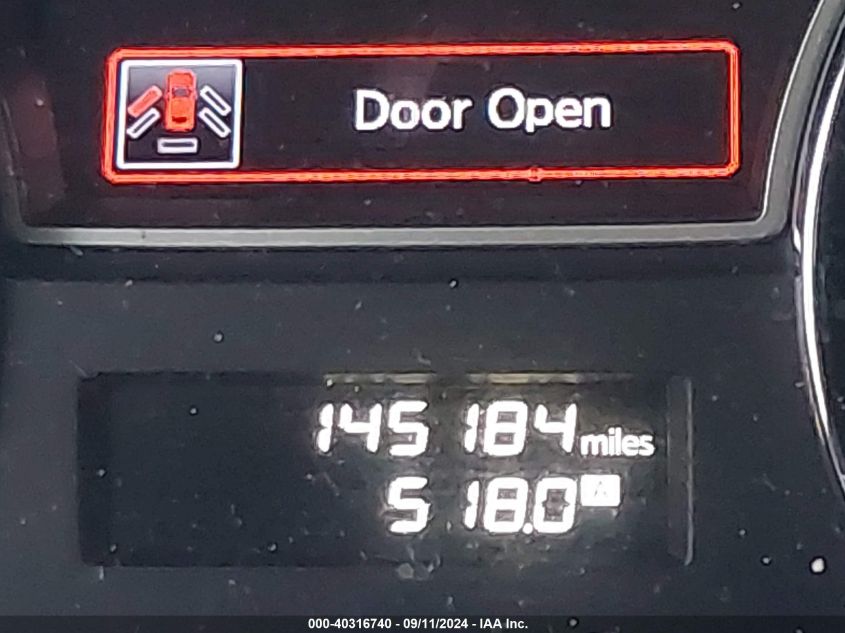 Door Open
145 184 miles
5 18.0 A
000-40316740 - 09/11/2024 - IAA Inc.